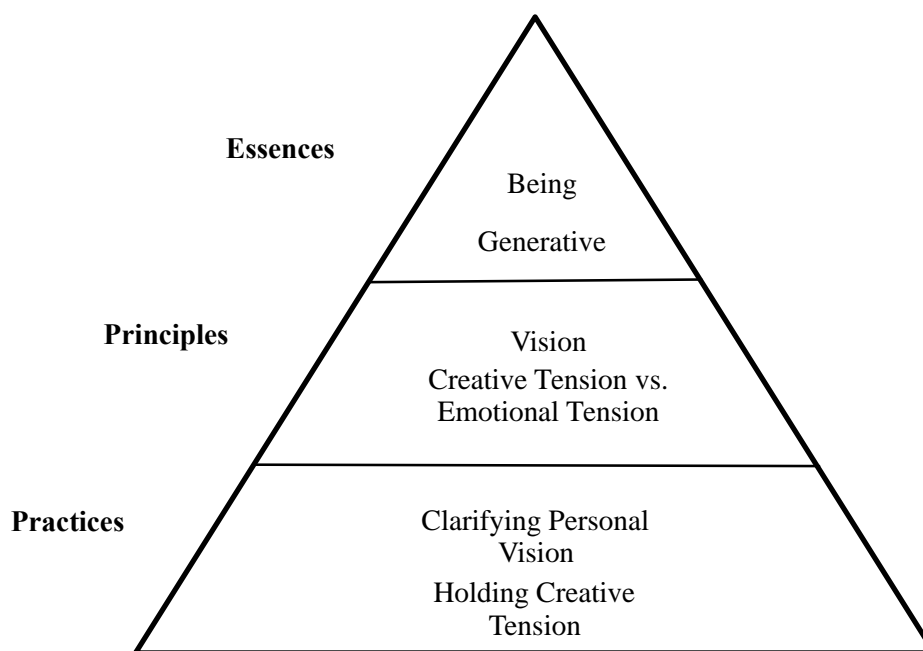 Essences
Being
Generative
Principles
Vision
Creative Tension vs.
Emotional Tension
Practices
Clarifying Personal
Vision
Holding Creative
Tension